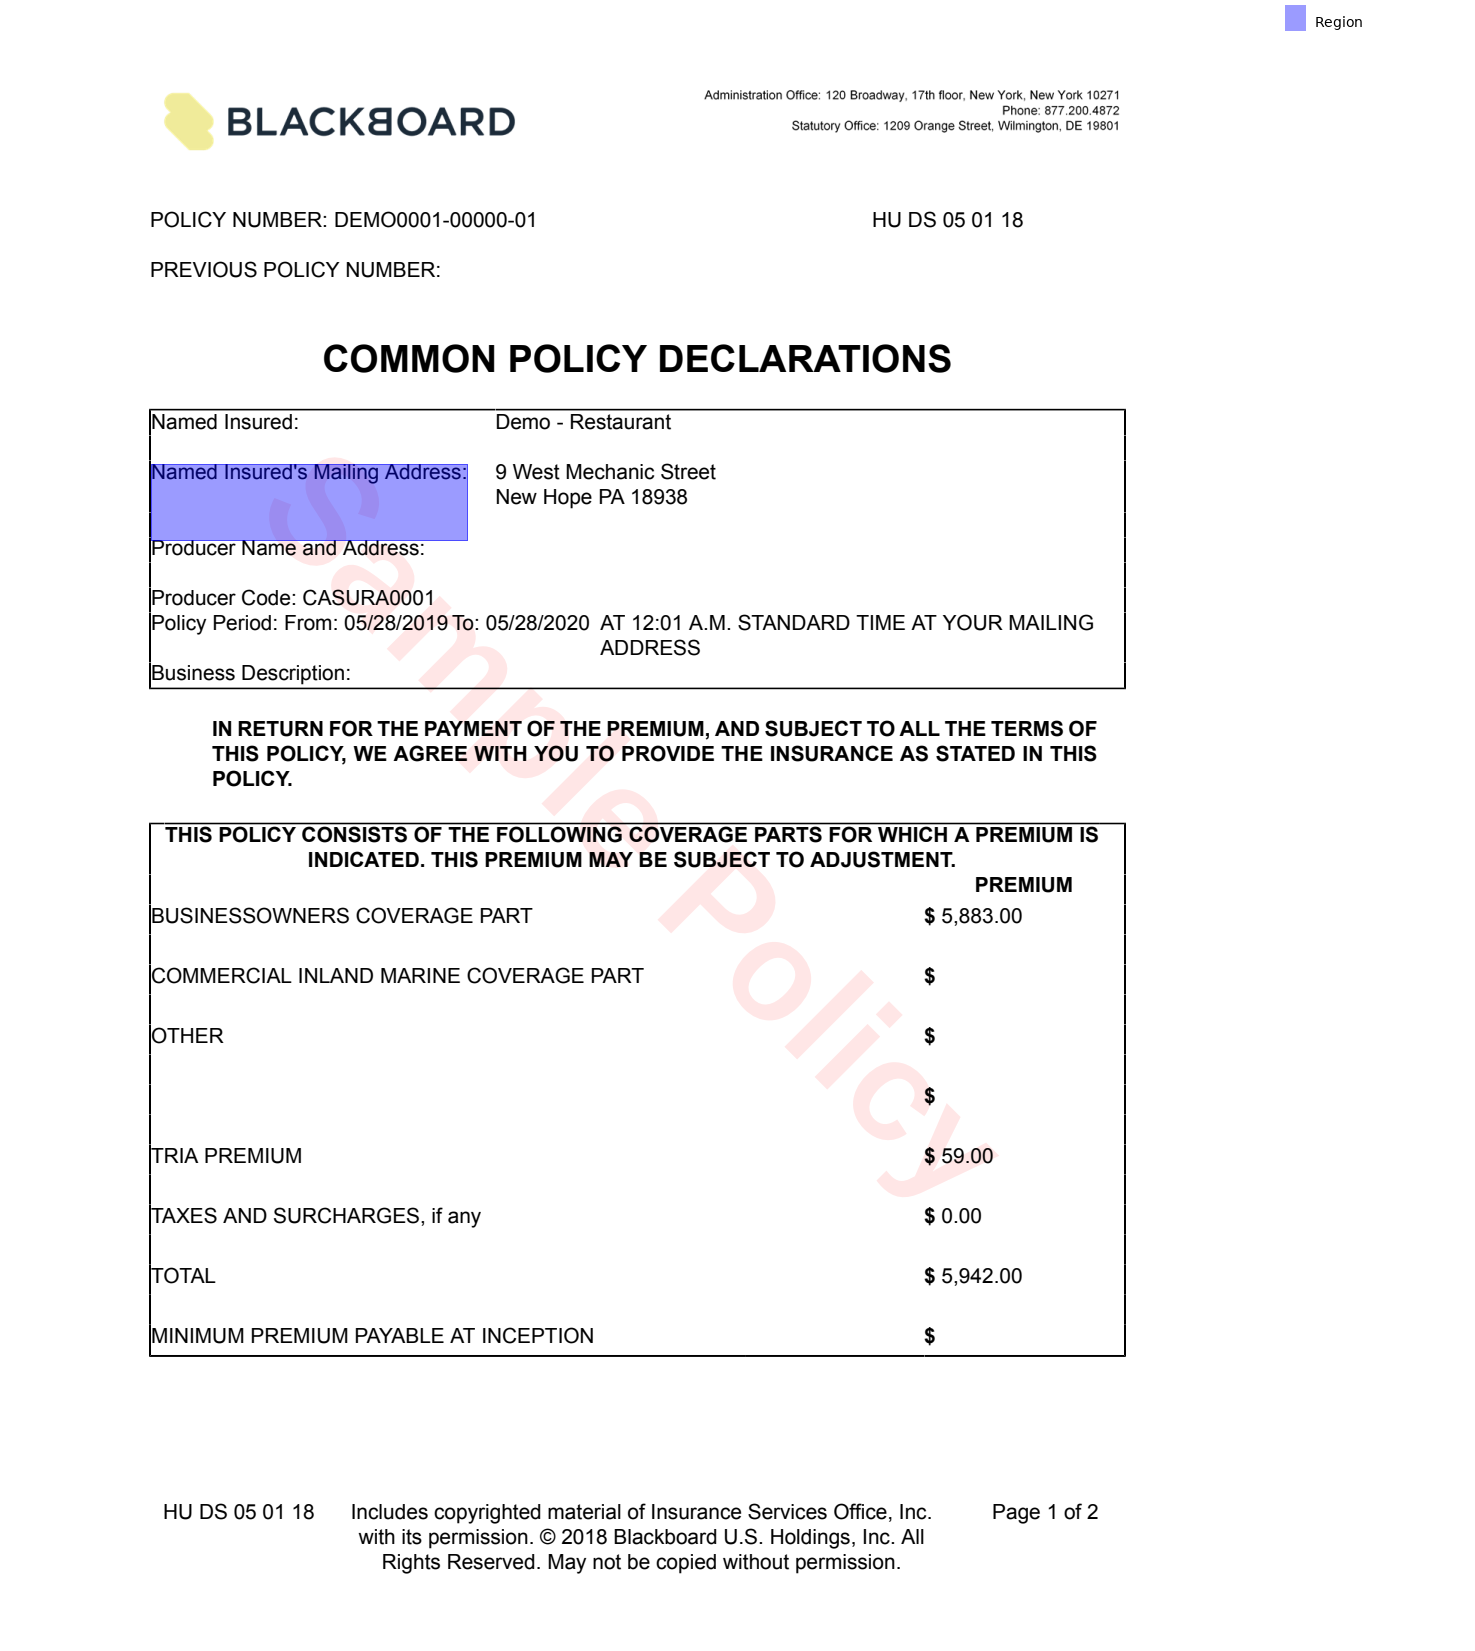 Region
BLACKBOARD
Administration Office: 120 Broadway, 17th floor, New York, New York 10271
Phone: 877.200.4872
Statutory Office: 1209 Orange Street, Wilmington, DE 19801
POLICY NUMBER: DEMO0001-00000-01 HU DS 05 01 18
PREVIOUS POLICY NUMBER:
COMMON POLICY DECLARATIONS
Named Insured: Demo - Restaurant
Named Insured's Mailing Address: 9 West Mechanic Street
New Hope PA 18938
Producer Name and Address:
Producer Code: CASURA0001
Policy Period: From: 05/28/2019 To: 05/28/2020 AT 12:01 A.M. STANDARD TIME AT YOUR MAILING
ADDRESS
Business Description:
IN RETURN FOR THE PAYMENT OF THE PREMIUM, AND SUBJECT TO ALL THE TERMS OF
THIS POLICY, WE AGREE WITH YOU TO PROVIDE THE INSURANCE AS STATED IN THIS
POLICY.
THIS POLICY CONSISTS OF THE FOLLOWING COVERAGE PARTS FOR WHICH A PREMIUM IS
INDICATED. THIS PREMIUM MAY BE SUBJECT TO ADJUSTMENT.
PREMIUM
BUSINESSOWNERS COVERAGE PART $ 5,883.00
COMMERCIAL INLAND MARINE COVERAGE PART $
OTHER $
$
TRIA PREMIUM $ 59.00
TAXES AND SURCHARGES, if any $ 0.00
TOTAL $ 5,942.00
MINIMUM PREMIUM PAYABLE AT INCEPTION $
Sample Policy
HU DS 05 01 18 Includes copyrighted material of Insurance Services Office, Inc. Page 1 of 2
with its permission. © 2018 Blackboard U.S. Holdings, Inc. All
Rights Reserved. May not be copied without permission.